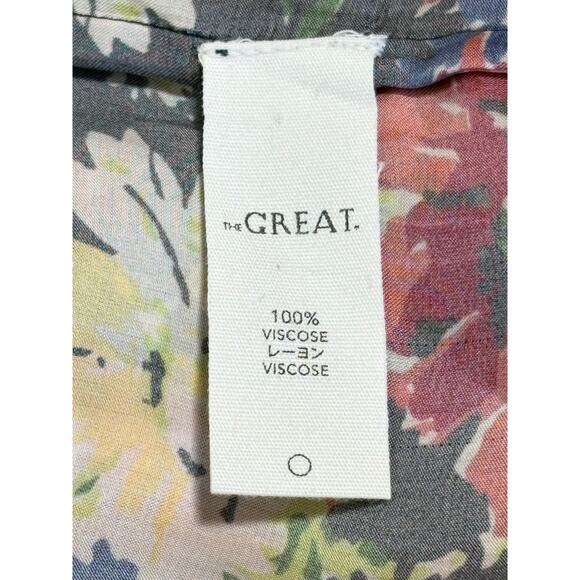 THE GREAT.
100%
VISCOSE
レーヨン
VISCOSE